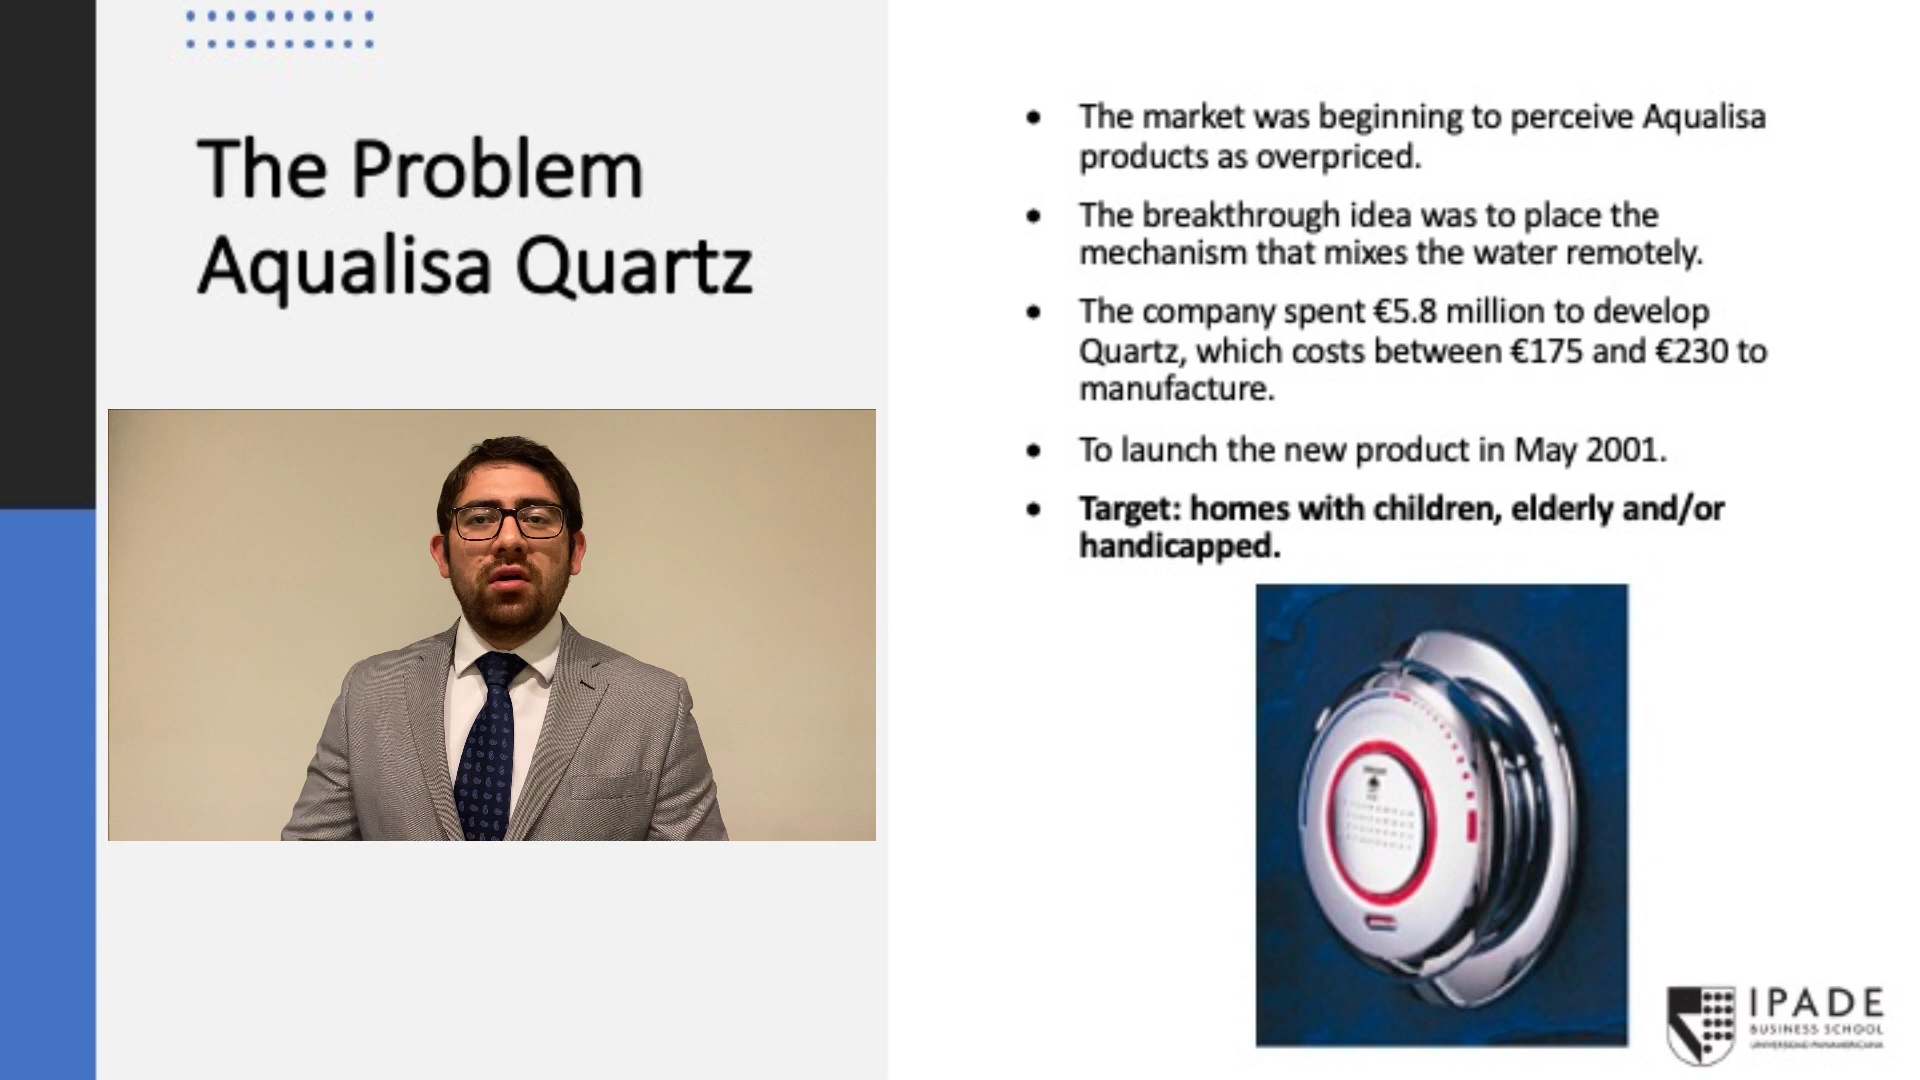 The Problem
Aqualisa Quartz
• The market was beginning to perceive Aqualisa
products as overpriced.
• The breakthrough idea was to place the
mechanism that mixes the water remotely.
• The company spent €5.8 million to develop
Quartz, which costs between €175 and €230 to
manufacture.
• To launch the new product in May 2001.
• Target: homes with children, elderly and/or
handicapped.
IPADE
BUSINESS SCHOOL
UNIVERSIDAD PANAMERICANA